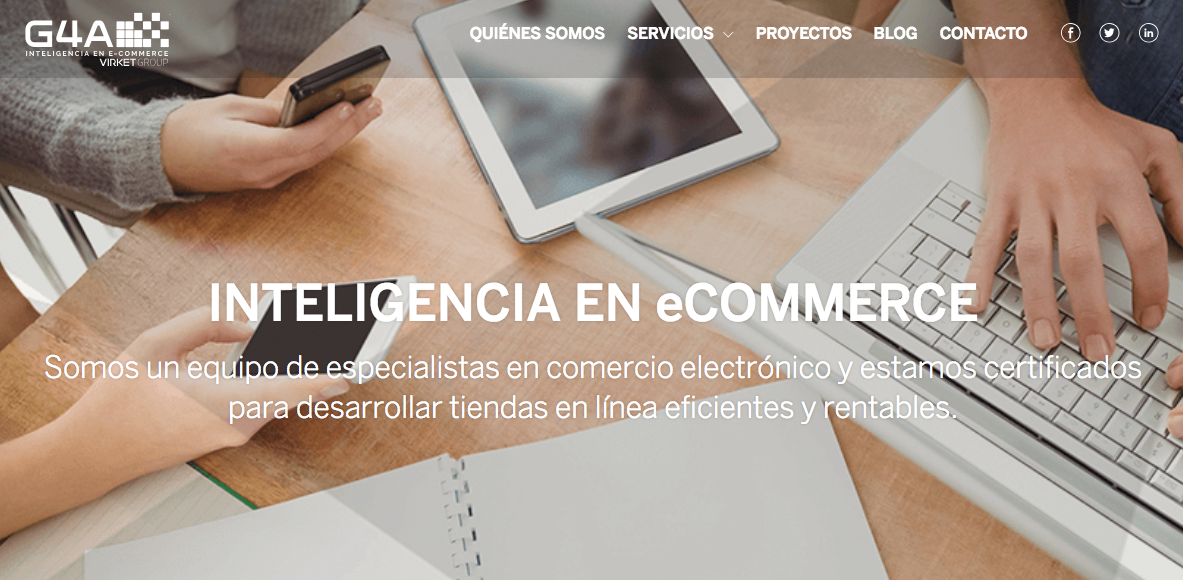 G4A
INTELIGENCIA EN E-COMMERCE
VIRKET GROUP
QUIÉNES SOMOS SERVICIOS PROYECTOS BLOG CONTACTO
INTELIGENCIA EN eCOMMERCE
Somos un equipo de especialistas en comercio electrónico y estamos certificados
para desarrollar tiendas en línea eficientes y rentables.